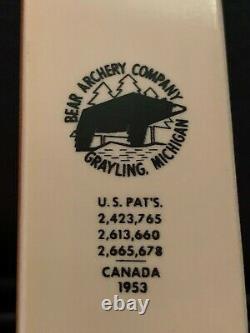 BEAR ARCHERY COMPANY
GRAYLING, MICHIGAN
U.S. PAT'S.
2,423,765
2,613,660
2,665,678
CANADA
1953